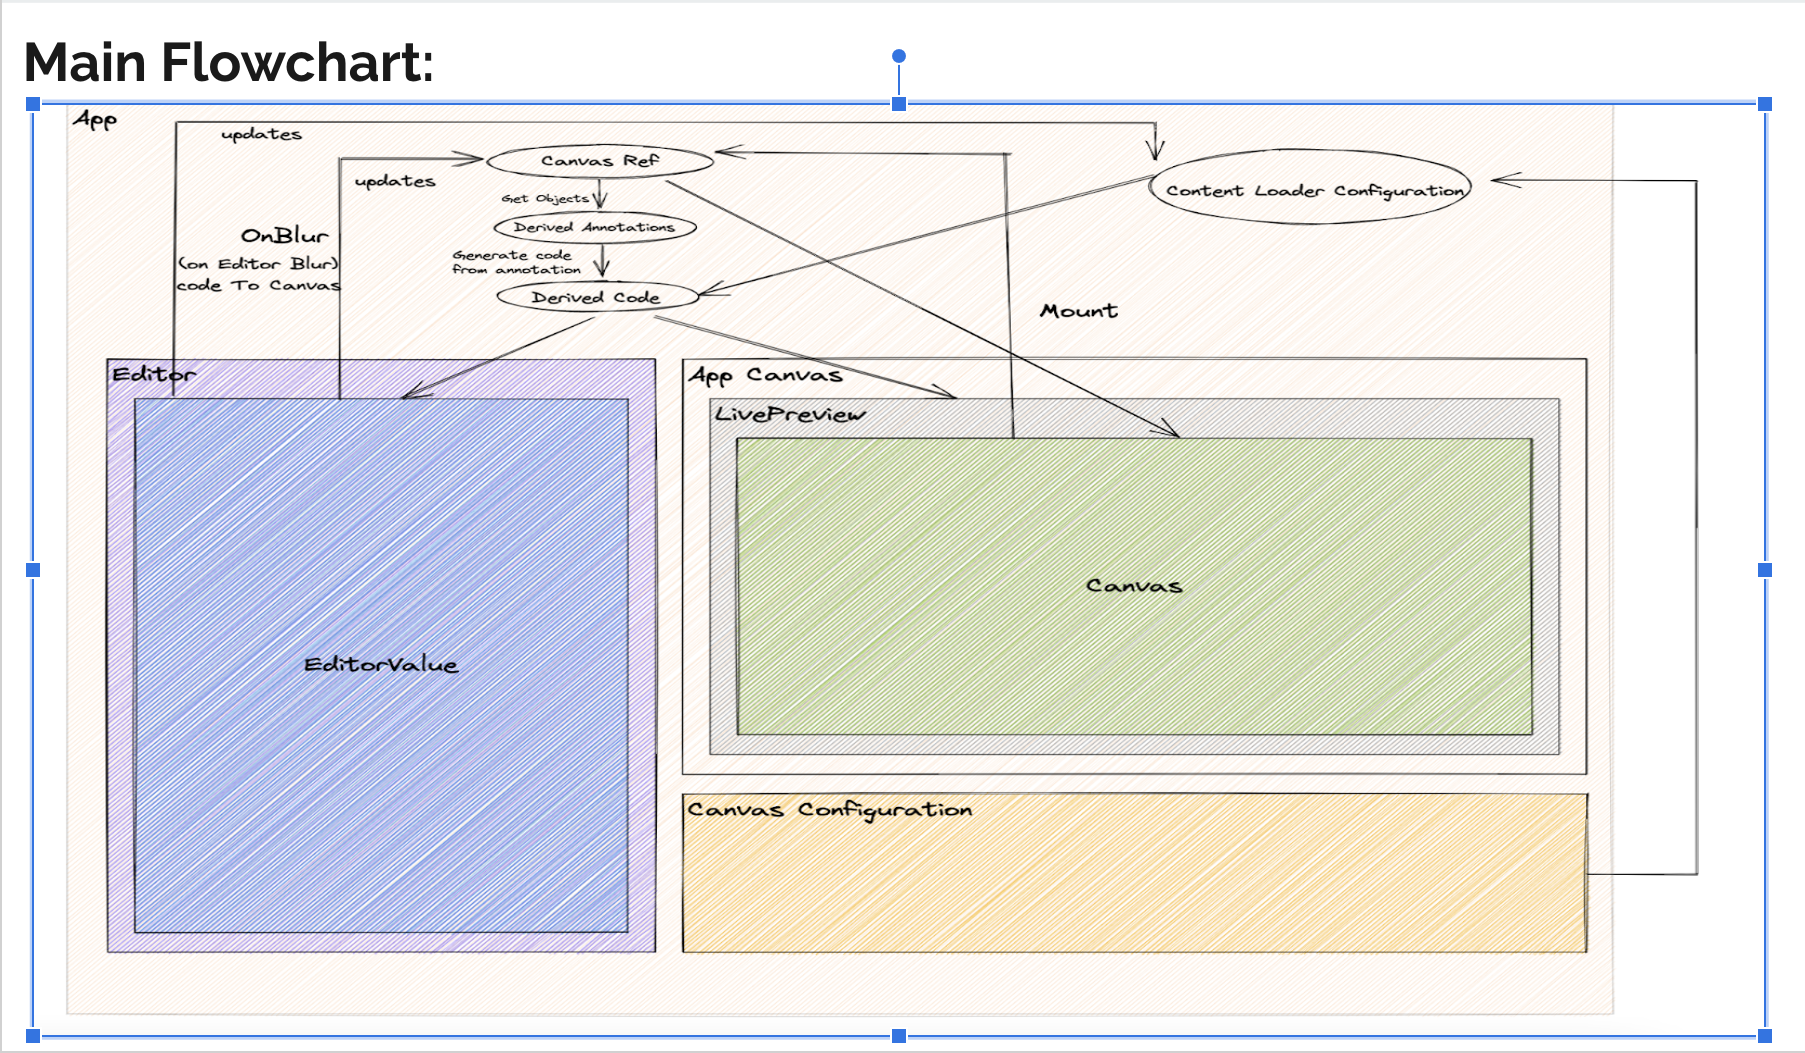 Main Flowchart:
App
updates
Canvas Ref
updates
Content Loader Configuration
Get Objects
Derived Annotations
OnBlur
(on Editor Blur)
code To Canvas
Generate code
from annotation
Derived Code
Mount
Editor
App Canvas
LivePreview
Canvas
EditorValue
Canvas Configuration